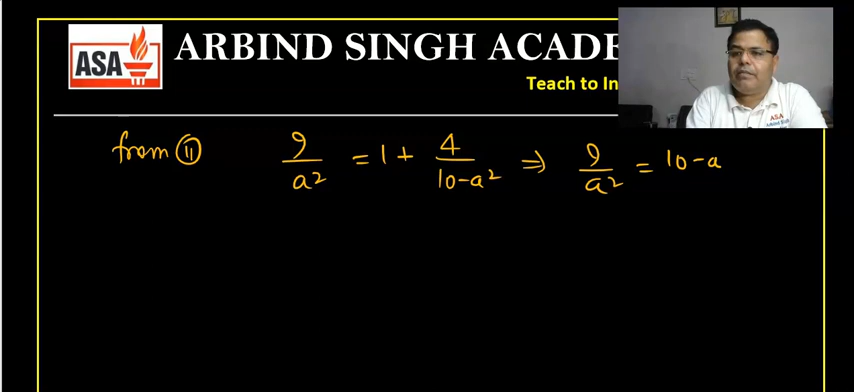 ASA
ARBIND SINGH ACADE
Teach to In
ASA
from (11) 9/a² = 1 + 4/10-a² ⇒ 9/a² = 10-a